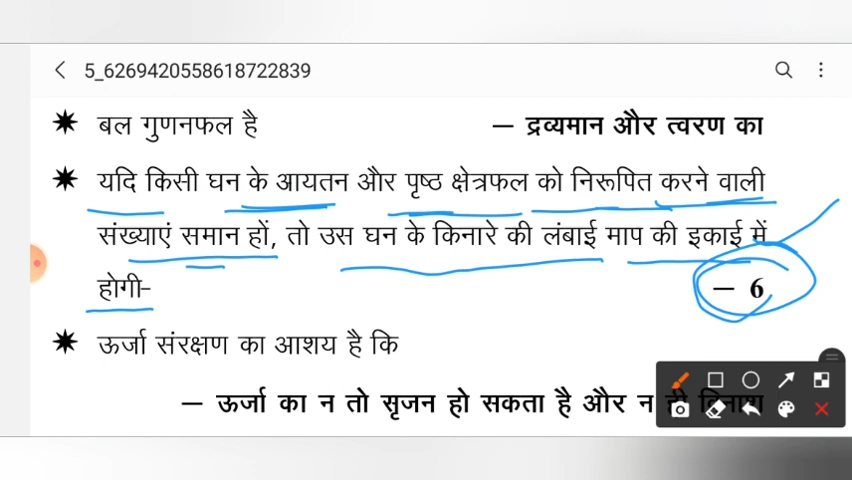 5_6269420558618722839
✷ बल गुणनफल है – द्रव्यमान और त्वरण का
✷ यदि किसी घन के आयतन और पृष्ठ क्षेत्रफल को निरूपित करने वाली
संख्याएं समान हों, तो उस घन के किनारे की लंबाई माप की इकाई में
होगी- – 6
✷ ऊर्जा संरक्षण का आशय है कि
– ऊर्जा का न तो सृजन हो सकता है और न ही विनाश